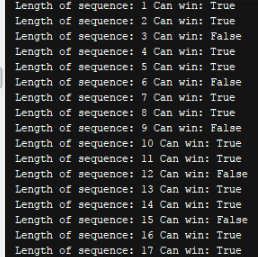 Length of sequence: 1 Can win: True
Length of sequence: 2 Can win: True
Length of sequence: 3 Can win: False
Length of sequence: 4 Can win: True
Length of sequence: 5 Can win: True
Length of sequence: 6 Can win: False
Length of sequence: 7 Can win: True
Length of sequence: 8 Can win: True
Length of sequence: 9 Can win: False
Length of sequence: 10 Can win: True
Length of sequence: 11 Can win: True
Length of sequence: 12 Can win: False
Length of sequence: 13 Can win: True
Length of sequence: 14 Can win: True
Length of sequence: 15 Can win: False
Length of sequence: 16 Can win: True
Length of sequence: 17 Can win: True